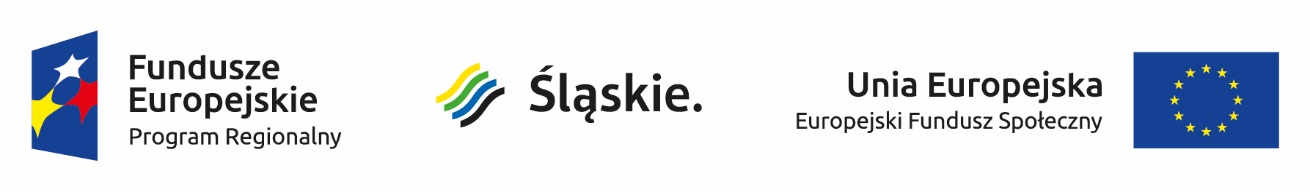 Fundusze
Europejskie
Program Regionalny
Śląskie.
Unia Europejska
Europejski Fundusz Społeczny